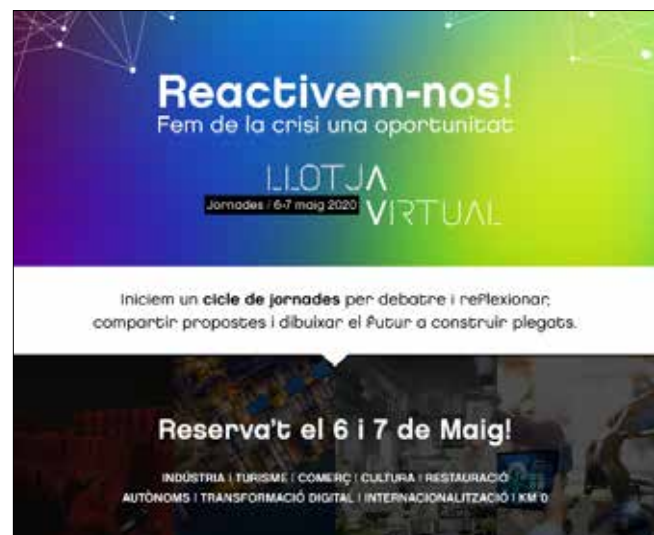 Reactivem-nos!
Fem de la crisi una oportunitat
LLOTJA
Jornades / 6-7 maig 2020
VIRTUAL
Iniciem un cicle de jornades per debatre i reflexionar,
compartir propostes i dibuixar el futur a construir plegats.
Reserva't el 6 i 7 de Maig!
INDÚSTRIA | TURISME | COMERÇ | CULTURA | RESTAURACIÓ
AUTÒNOMS | TRANSFORMACIÓ DIGITAL | INTERNACIONALITZACIÓ | KM 0